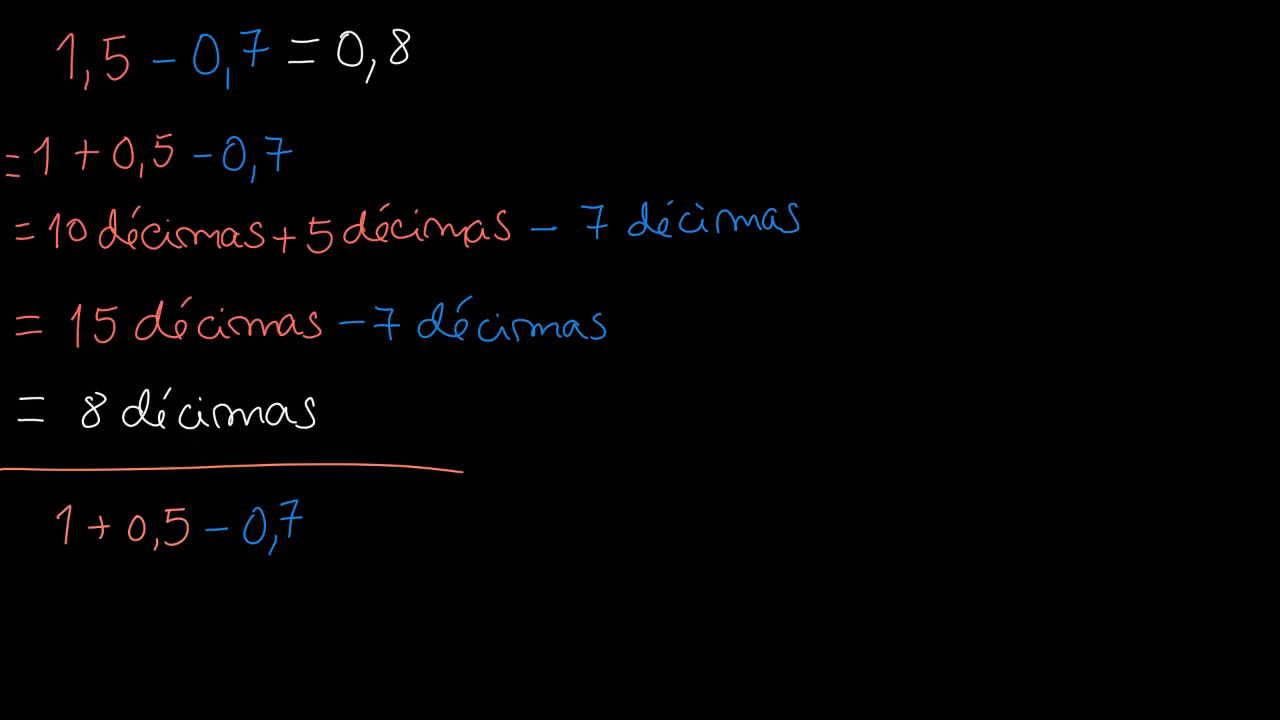 1,5 - 0,7 = 0,8
= 1 + 0,5 - 0,7
= 10 décimas + 5 décimas - 7 décimas
= 15 décimas - 7 décimas
= 8 décimas
1 + 0,5 - 0,7